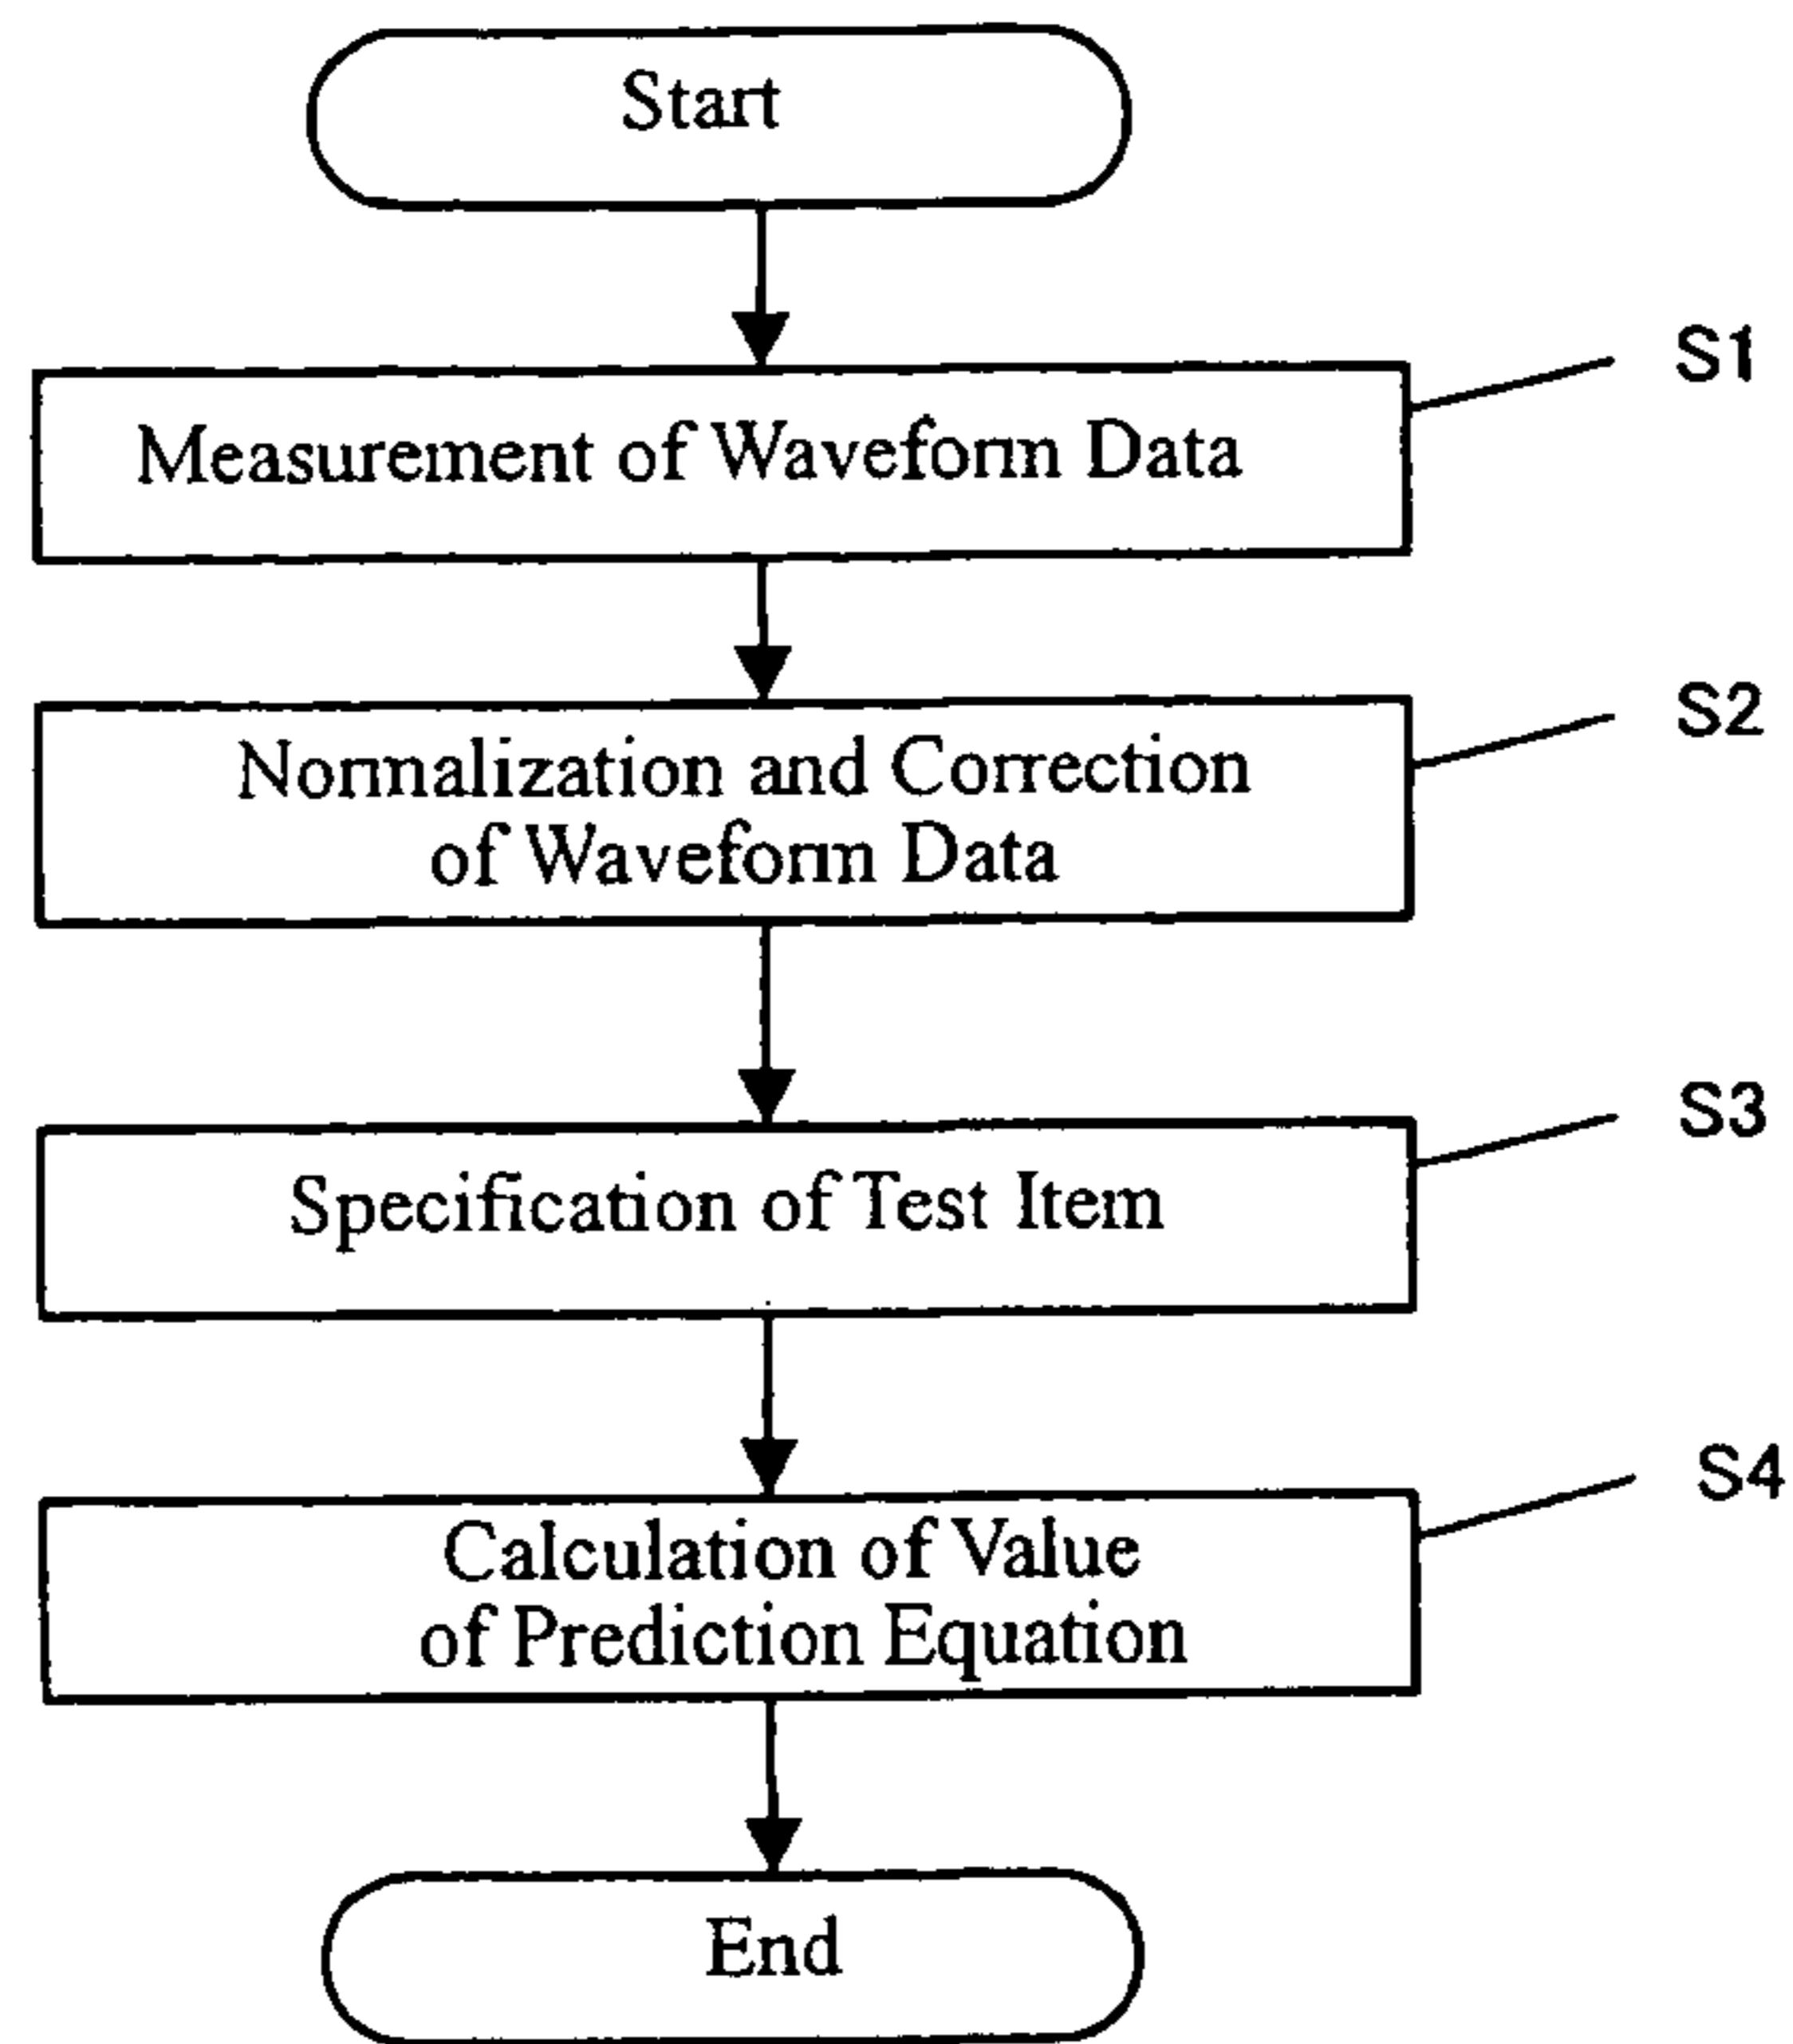 Start
S1
Measurement of Waveform Data
S2
Normalization and Correction
of Waveform Data
S3
Specification of Test Item
S4
Calculation of Value
of Prediction Equation
End